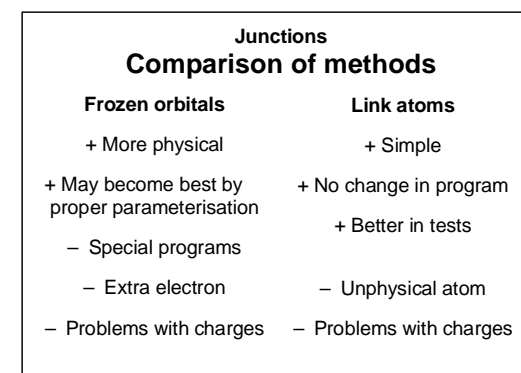 Junctions
Comparison of methods
Frozen orbitals
+ More physical
+ May become best by
proper parameterisation
– Special programs
– Extra electron
– Problems with charges
Link atoms
+ Simple
+ No change in program
+ Better in tests
– Unphysical atom
– Problems with charges